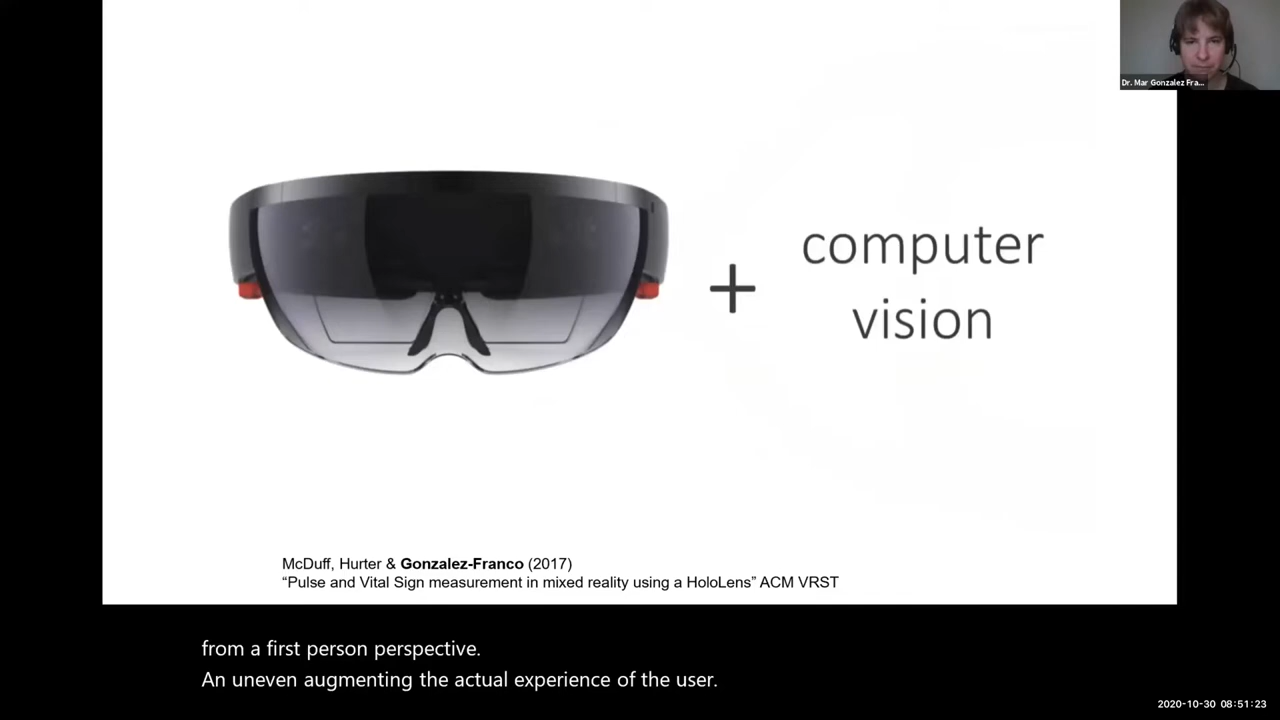 Dr. Mar Gonzalez Fra...
+
computer
vision
McDuff, Hurter & Gonzalez-Franco (2017)
“Pulse and Vital Sign measurement in mixed reality using a HoloLens” ACM VRST
from a first person perspective.
An uneven augmenting the actual experience of the user.
2020-10-30 08:51:23